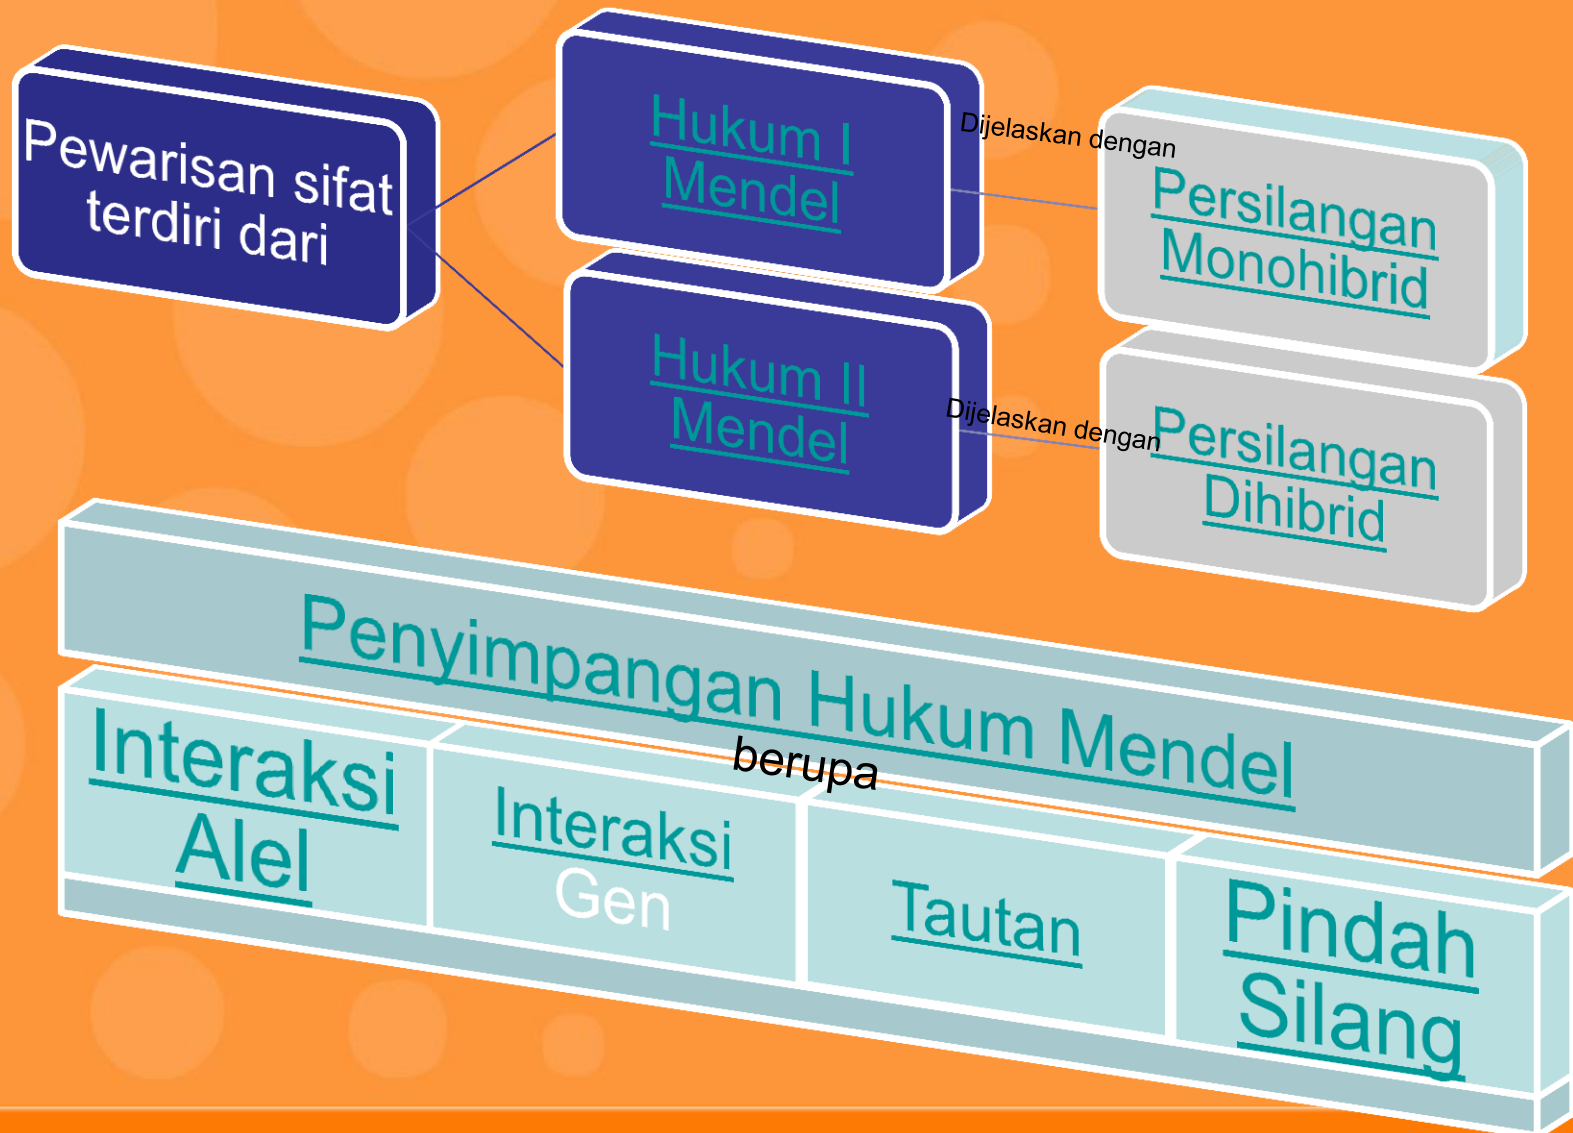 Pewarisan sifat
terdiri dari
Hukum I
Mendel
Dijelaskan dengan
Persilangan
Monohibrid
Hukum II
Mendel
Dijelaskan dengan
Persilangan
Dihibrid
Penyimpangan Hukum Mendel
berupa
Interaksi
Alel
Interaksi
Gen
Tautan
Pindah
Silang